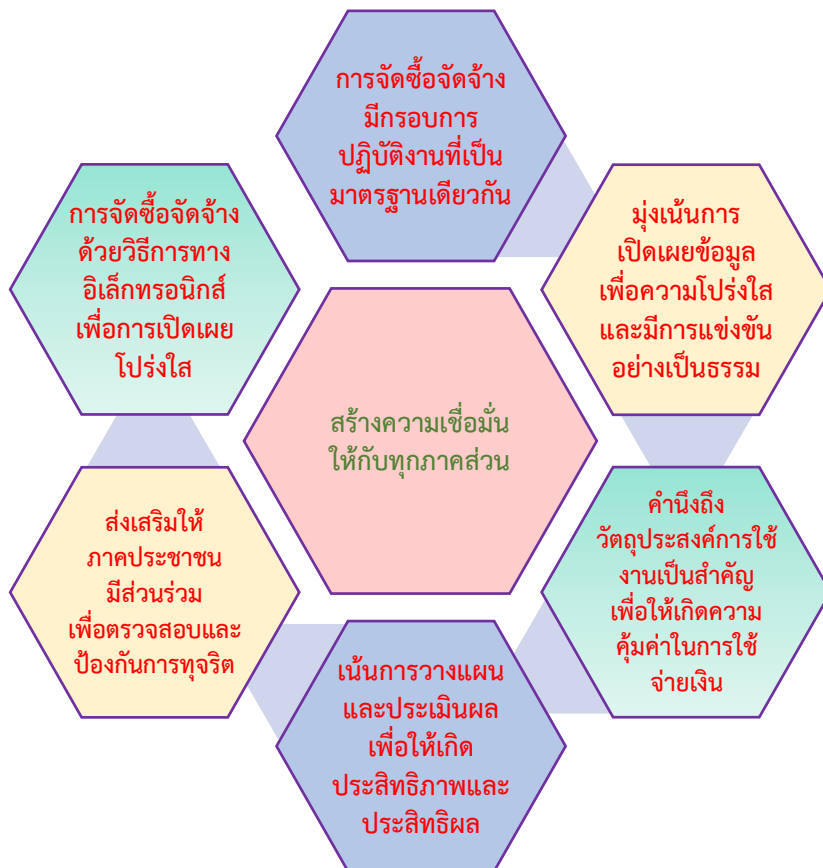 การจัดซื้อจัดจ้าง
มีกรอบการ
ปฏิบัติงานที่เป็น
มาตรฐานเดียวกัน
มุ่งเน้นการ
เปิดเผยข้อมูล
เพื่อความโปร่งใส
และมีการแข่งขัน
อย่างเป็นธรรม
คำนึงถึง
วัตถุประสงค์การใช้
งานเป็นสำคัญ
เพื่อให้เกิดความ
คุ้มค่าในการใช้
จ่ายเงิน
เน้นการวางแผน
และประเมินผล
เพื่อให้เกิด
ประสิทธิภาพและ
ประสิทธิผล
ส่งเสริมให้
ภาคประชาชน
มีส่วนร่วม
เพื่อตรวจสอบและ
ป้องกันการทุจริต
การจัดซื้อจัดจ้าง
ด้วยวิธีการทาง
อิเล็กทรอนิกส์
เพื่อการเปิดเผย
โปร่งใส
สร้างความเชื่อมั่น
ให้กับทุกภาคส่วน